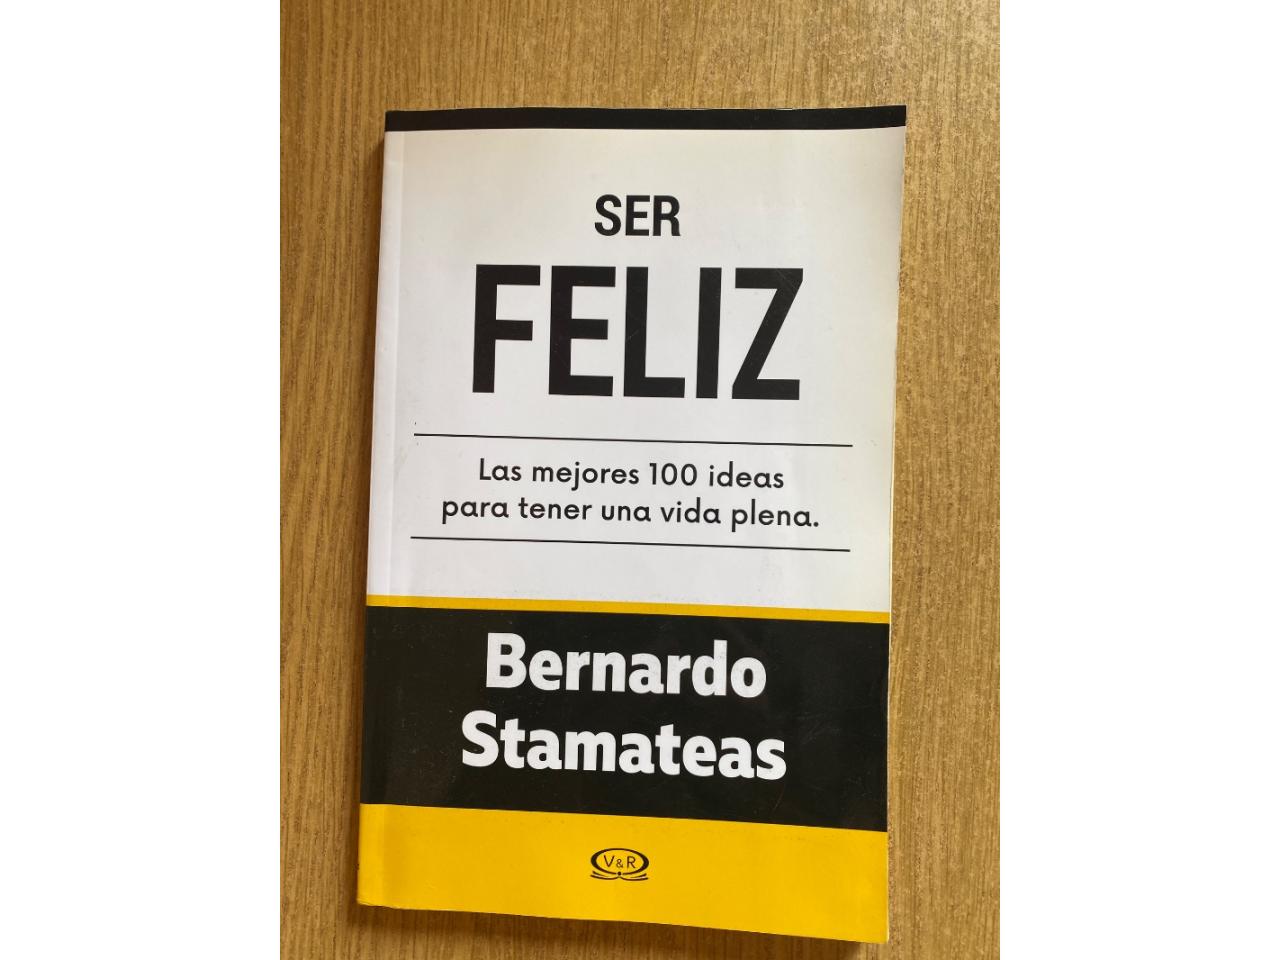 SER
FELIZ
Las mejores 100 ideas
para tener una vida plena.
Bernardo
Stamateas
V&R